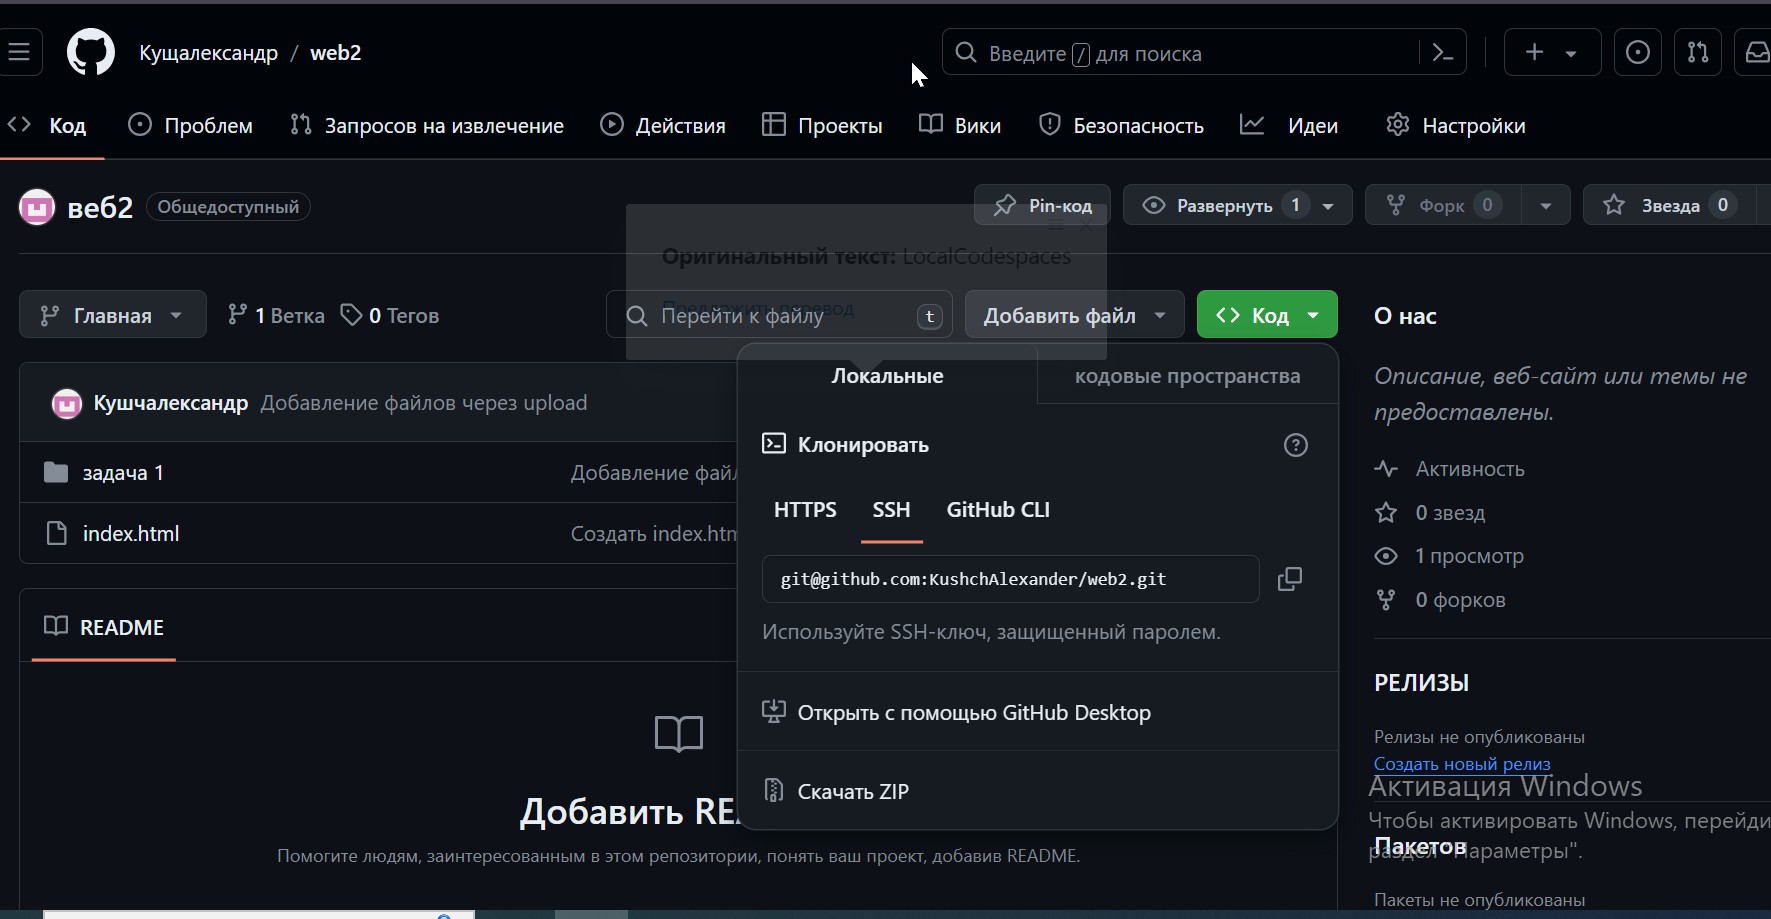 Кущалександр / web2
Введите / для поиска
Код
Проблем
Запросов на извлечение
Действия
Проекты
Вики
Безопасность
Идеи
Настройки
веб2
Общедоступный
Pin-код
Развернуть 1
Форк 0
Звезда 0
Оригинальный текст: LocalCodespaces
Предложить перевод
Главная
1 Ветка
0 Тегов
Перейти к файлу
t
Добавить файл
Код
О нас
Описание, веб-сайт или темы не
предоставлены.
Локальные
кодовые пространства
Кушчалександр Добавление файлов через upload
Клонировать
задача 1
Добавление файл
HTTPS
SSH
GitHub CLI
index.html
Создать index.htm
git@github.com:KushchAlexander/web2.git
Используйте SSH-ключ, защищенный паролем.
Активность
0 звезд
1 просмотр
0 форков
README
Открыть с помощью GitHub Desktop
Скачать ZIP
РЕЛИЗЫ
Релизы не опубликованы
Создать новый релиз
Активация Windows
Чтобы активировать Windows, перейди
раздел "Параметры".
Пакетов
Пакеты не опубликованы
Добавить RE
Помогите людям, заинтересованным в этом репозитории, понять ваш проект, добавив README.